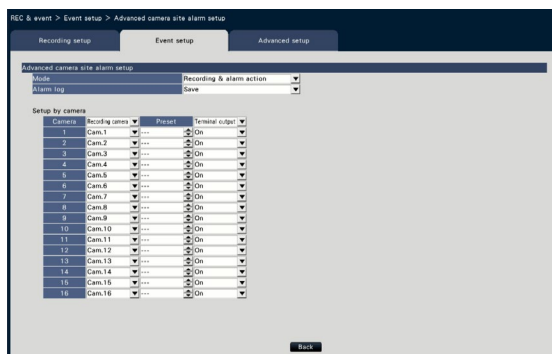 REC & event > Event setup > Advanced camera site alarm setup
Recording setup Event setup Advanced setup
Advanced camera site alarm setup
Mode Recording & alarm action
Alarm log Save
Setup by camera
Camera Recording camera Preset Terminal output
1 Cam.1 --- On
2 Cam.2 --- On
3 Cam.3 --- On
4 Cam.4 --- On
5 Cam.5 --- On
6 Cam.6 --- On
7 Cam.7 --- On
8 Cam.8 --- On
9 Cam.9 --- On
10 Cam.10 --- On
11 Cam.11 --- On
12 Cam.12 --- On
13 Cam.13 --- On
14 Cam.14 --- On
15 Cam.15 --- On
16 Cam.16 --- On
Back